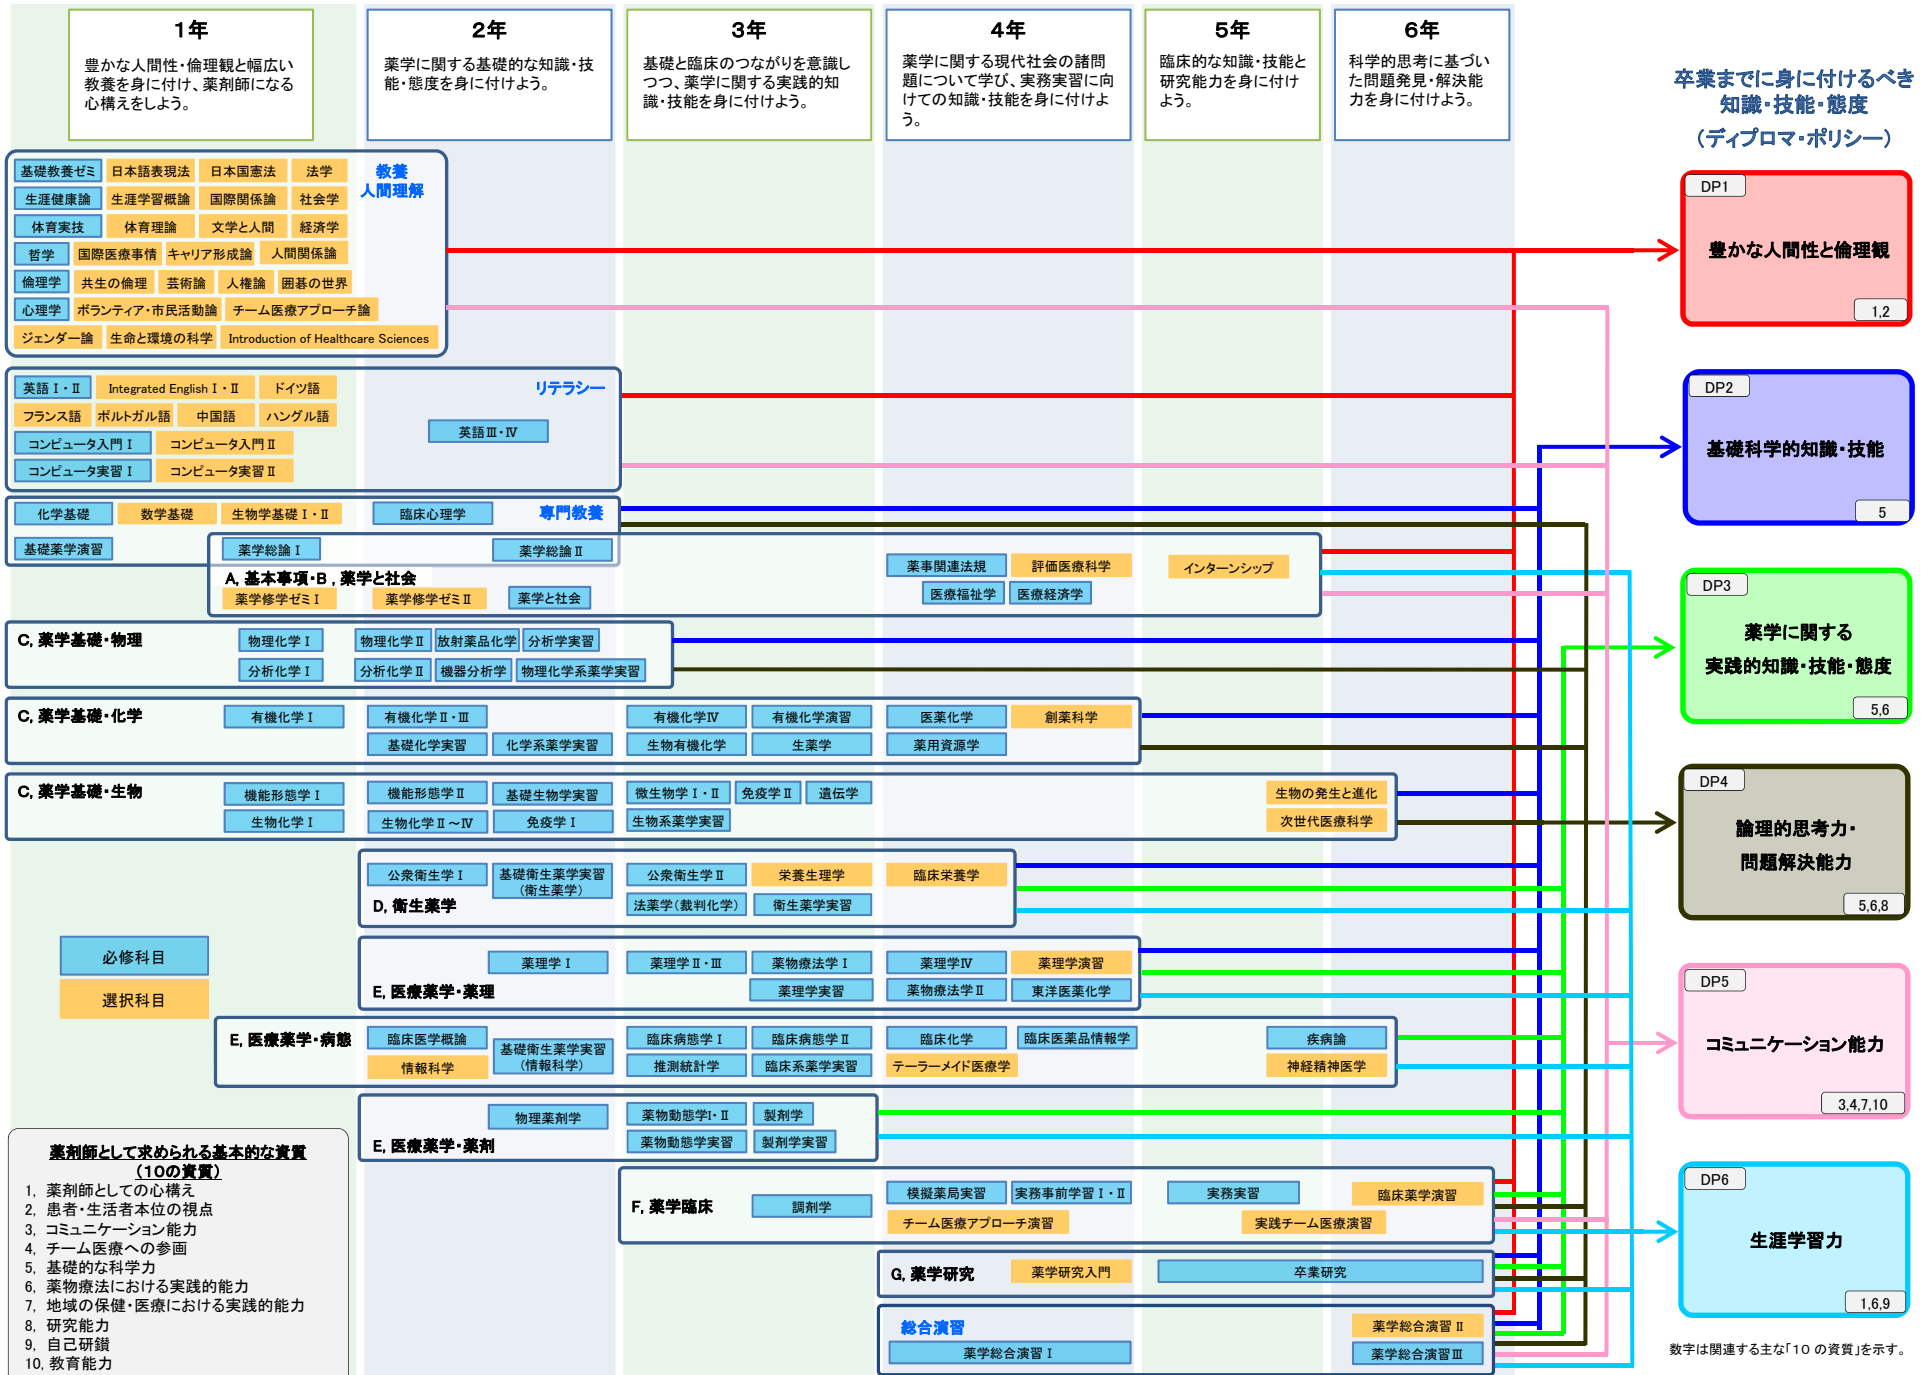 1年
豊かな人間性・倫理観と幅広い
教養を身に付け、薬剤師になる
心構えをしよう。
2年
薬学に関する基礎的な知識・技
能・態度を身に付けよう。
3年
基礎と臨床のつながりを意識し
つつ、薬学に関する実践的知
識・技能を身に付けよう。
4年
薬学に関する現代社会の諸問
題について学び、実務実習に向
けての知識・技能を身に付けよ
う。
5年
臨床的な知識・技能と
研究能力を身に付け
よう。
6年
科学的思考に基づい
た問題発見・解決能
力を身に付けよう。
卒業までに身に付けるべき
知識・技能・態度
（ディプロマ・ポリシー）
教養
人間理解
基礎教養ゼミ 日本語表現法 日本国憲法 法学
生涯健康論 生涯学習概論 国際関係論 社会学
体育実技 体育理論 文学と人間 経済学
哲学 国際医療事情 キャリア形成論 人間関係論
倫理学 共生の倫理 芸術論 人権論 囲碁の世界
心理学 ボランティア・市民活動論 チーム医療アプローチ論
ジェンダー論 生命と環境の科学 Introduction of Healthcare Sciences
リテラシー
英語Ⅰ・Ⅱ Integrated EnglishⅠ・Ⅱ ドイツ語
フランス語 ポルトガル語 中国語 ハングル語
英語Ⅲ・Ⅳ
コンピュータ入門Ⅰ コンピュータ入門Ⅱ
コンピュータ実習Ⅰ コンピュータ実習Ⅱ
化学基礎 数学基礎 生物学基礎Ⅰ・Ⅱ 臨床心理学 専門教養
基礎薬学演習 薬学総論Ⅰ 薬学総論Ⅱ
A, 基本事項・B , 薬学と社会
薬事関連法規 評価医療科学 インターンシップ
薬学修学ゼミⅠ 薬学修学ゼミⅡ 薬学と社会 医療福祉学 医療経済学
C, 薬学基礎・物理
物理化学Ⅰ 物理化学Ⅱ 放射薬品化学 分析学実習
分析化学Ⅰ 分析化学Ⅱ 機器分析学 物理化学系薬学実習
C, 薬学基礎・化学
有機化学Ⅰ 有機化学Ⅱ・Ⅲ 有機化学Ⅳ 有機化学演習 医薬化学 創薬科学
基礎化学実習 化学系薬学実習 生物有機化学 生薬学 薬用資源学
C, 薬学基礎・生物
機能形態学Ⅰ 機能形態学Ⅱ 基礎生物学実習 微生物学Ⅰ・Ⅱ 免疫学Ⅱ 遺伝学 生物の発生と進化
生物化学Ⅰ 生物化学Ⅱ～Ⅳ 免疫学Ⅰ 生物系薬学実習 次世代医療科学
公衆衛生学Ⅰ 基礎衛生薬学実習
(衛生薬学) 公衆衛生学Ⅱ 栄養生理学 臨床栄養学
D, 衛生薬学
法薬学(裁判化学) 衛生薬学実習
薬理学Ⅰ 薬理学Ⅱ・Ⅲ 薬物療法学Ⅰ 薬理学Ⅳ 薬理学演習
E, 医療薬学・薬理
薬理学実習 薬物療法学Ⅱ 東洋医薬化学
必修科目
選択科目
E, 医療薬学・病態
臨床医学概論 基礎衛生薬学実習
(情報科学) 臨床病態学Ⅰ 臨床病態学Ⅱ 臨床化学 臨床医薬品情報学 疾病論
情報科学 推測統計学 臨床系薬学実習 テーラーメイド医療学 神経精神医学
物理薬剤学 薬物動態学Ⅰ・Ⅱ 製剤学
E, 医療薬学・薬剤
薬物動態学実習 製剤学実習
F, 薬学臨床
調剤学 模擬薬局実習 実務事前学習Ⅰ・Ⅱ 実務実習 臨床薬学演習
チーム医療アプローチ演習 実践チーム医療演習
G, 薬学研究
薬学研究入門 卒業研究
総合演習
薬学総合演習Ⅰ 薬学総合演習Ⅱ
薬学総合演習Ⅲ
薬剤師として求められる基本的な資質
（10の資質）
1, 薬剤師としての心構え
2, 患者・生活者本位の視点
3, コミュニケーション能力
4, チーム医療への参画
5, 基礎的な科学力
6, 薬物療法における実践的能力
7, 地域の保健・医療における実践的能力
8, 研究能力
9, 自己研鑚
10, 教育能力
DP1
豊かな人間性と倫理観
1,2
DP2
基礎科学的知識・技能
5
DP3
薬学に関する
実践的知識・技能・態度
5,6
DP4
論理的思考力・
問題解決能力
5,6,8
DP5
コミュニケーション能力
3,4,7,10
DP6
生涯学習力
1,6,9
数字は関連する主な「10 の資質」を示す。